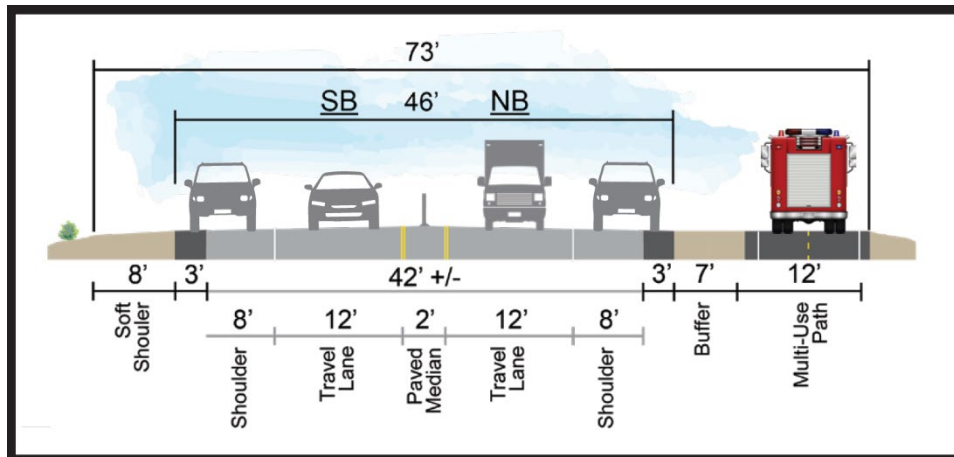 73’
SB 46’ NB
8’ 3’ 42’ +/- 3’ 7’ 12’
Soft
Shouler
8’ 12’ 2’ 12’ 8’
Shoulder
Travel
Lane
Paved
Median
Travel
Lane
Shoulder
Buffer
Multi-Use
Path